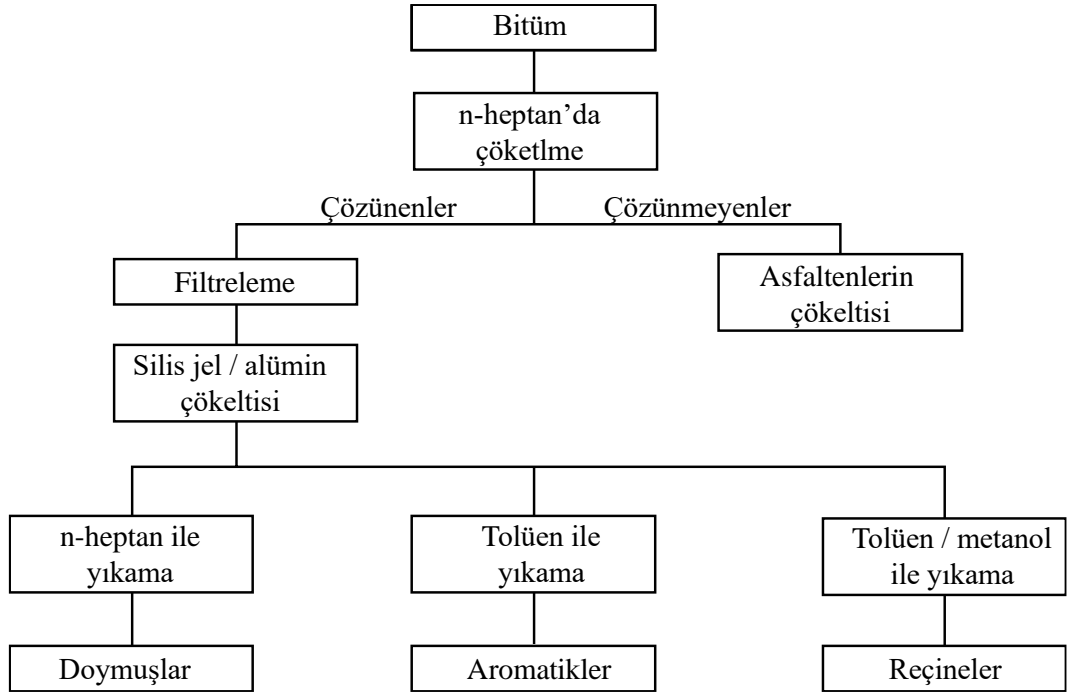 Bitüm
n-heptan’da
çöketlme
Çözünenler
Çözünmeyenler
Filtreleme
Asfaltenlerin
çökeltisi
Silis jel / alümin
çökeltisi
n-heptan ile
yıkama
Tolüen ile
yıkama
Tolüen / metanol
ile yıkama
Doymuşlar
Aromatikler
Reçineler